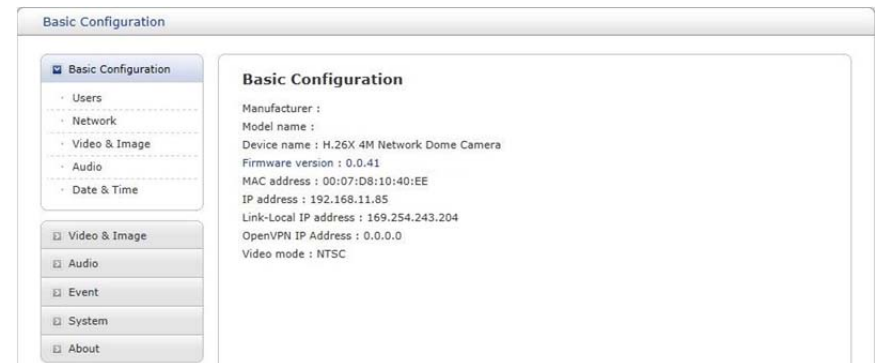 Basic Configuration
Basic Configuration
Users
Network
Video & Image
Audio
Date & Time
Video & Image
Audio
Event
System
About
Basic Configuration
Manufacturer :
Model name :
Device name : H.26X 4M Network Dome Camera
Firmware version : 0.0.41
MAC address : 00:07:D8:10:40:EE
IP address : 192.168.11.85
Link-Local IP address : 169.254.243.204
OpenVPN IP Address : 0.0.0.0
Video mode : NTSC